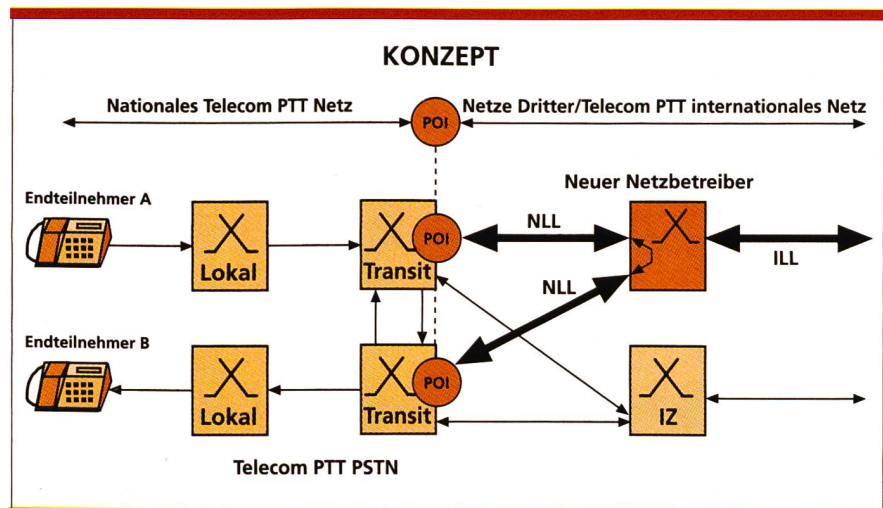 KONZEPT
Nationales Telecom PTT Netz
POI
Netze Dritter/Telecom PTT internationales Netz
Neuer Netzbetreiber
Endteilnehmer A
Lokal
Transit
POI
NLL
ILL
NLL
Endteilnehmer B
Lokal
Transit
POI
IZ
Telecom PTT PSTN